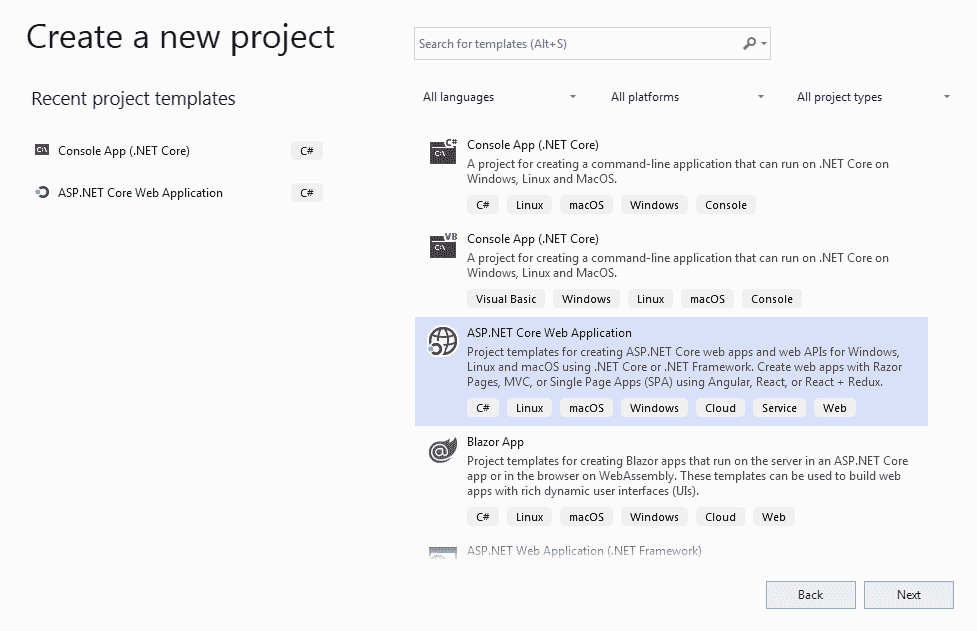 Create a new project
Search for templates (Alt+S)
Recent project templates
All languages
All platforms
All project types
Console App (.NET Core)
C#
ASP.NET Core Web Application
C#
C#
Console App (.NET Core)
A project for creating a command-line application that can run on .NET Core on
Windows, Linux and MacOS.
C# Linux macOS Windows Console
VB
Console App (.NET Core)
A project for creating a command-line application that can run on .NET Core on
Windows, Linux and MacOS.
Visual Basic Windows Linux macOS Console
ASP.NET Core Web Application
Project templates for creating ASP.NET Core web apps and web APIs for Windows,
Linux and macOS using .NET Core or .NET Framework. Create web apps with Razor
Pages, MVC, or Single Page Apps (SPA) using Angular, React, or React + Redux.
C# Linux macOS Windows Cloud Service Web
Blazor App
Project templates for creating Blazor apps that run on the server in an ASP.NET Core
app or in the browser on WebAssembly. These templates can be used to build web
apps with rich dynamic user interfaces (UIs).
C# Linux macOS Windows Cloud Web
ASP.NET Web Application (.NET Framework)
Back
Next